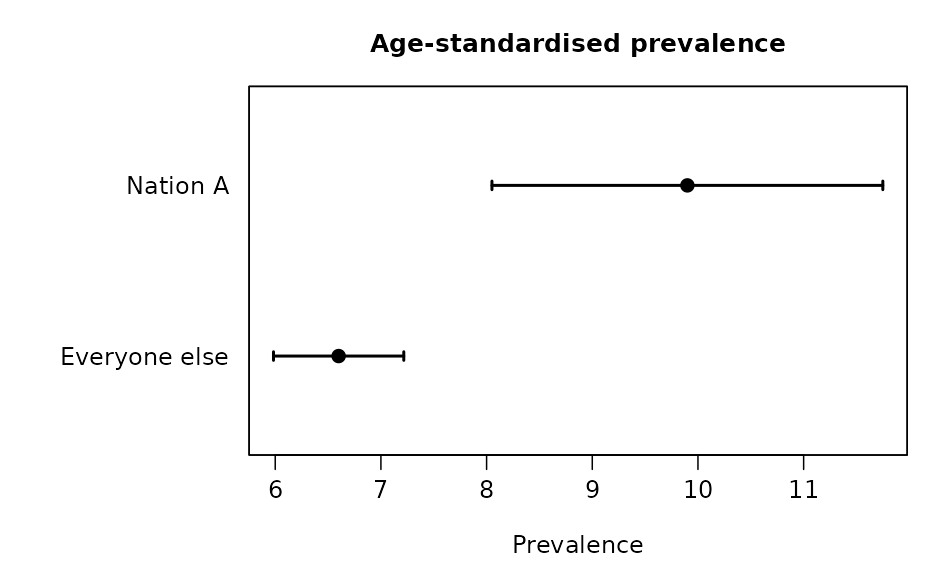 Age-standardised prevalence
Nation A
Everyone else
6 7 8 9 10 11
Prevalence